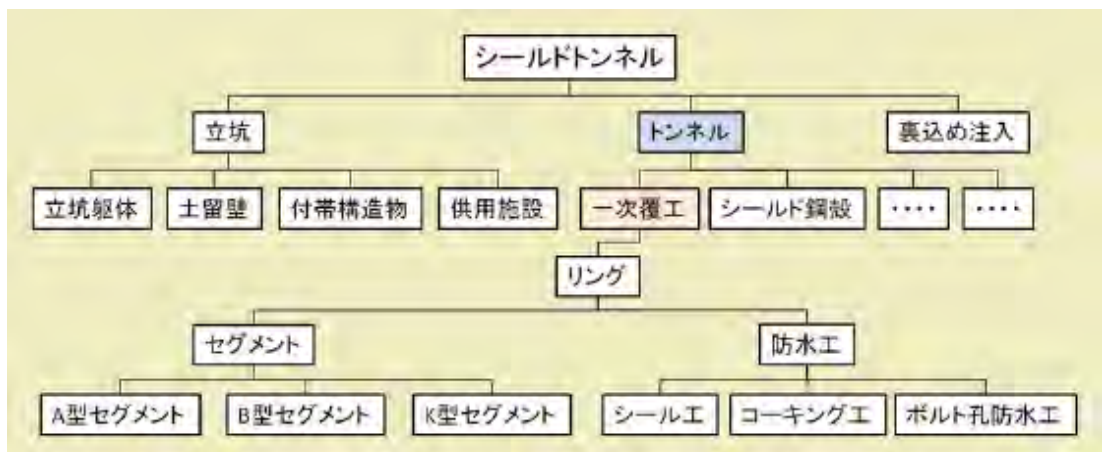 シールドトンネル
立坑
トンネル
裏込め注入
立坑躯体
土留壁
付帯構造物
供用施設
一次覆工
シールド鋼殻
・・・・
・・・・
リング
セグメント
防水工
A型セグメント
B型セグメント
K型セグメント
シール工
コーキング工
ボルト孔防水工